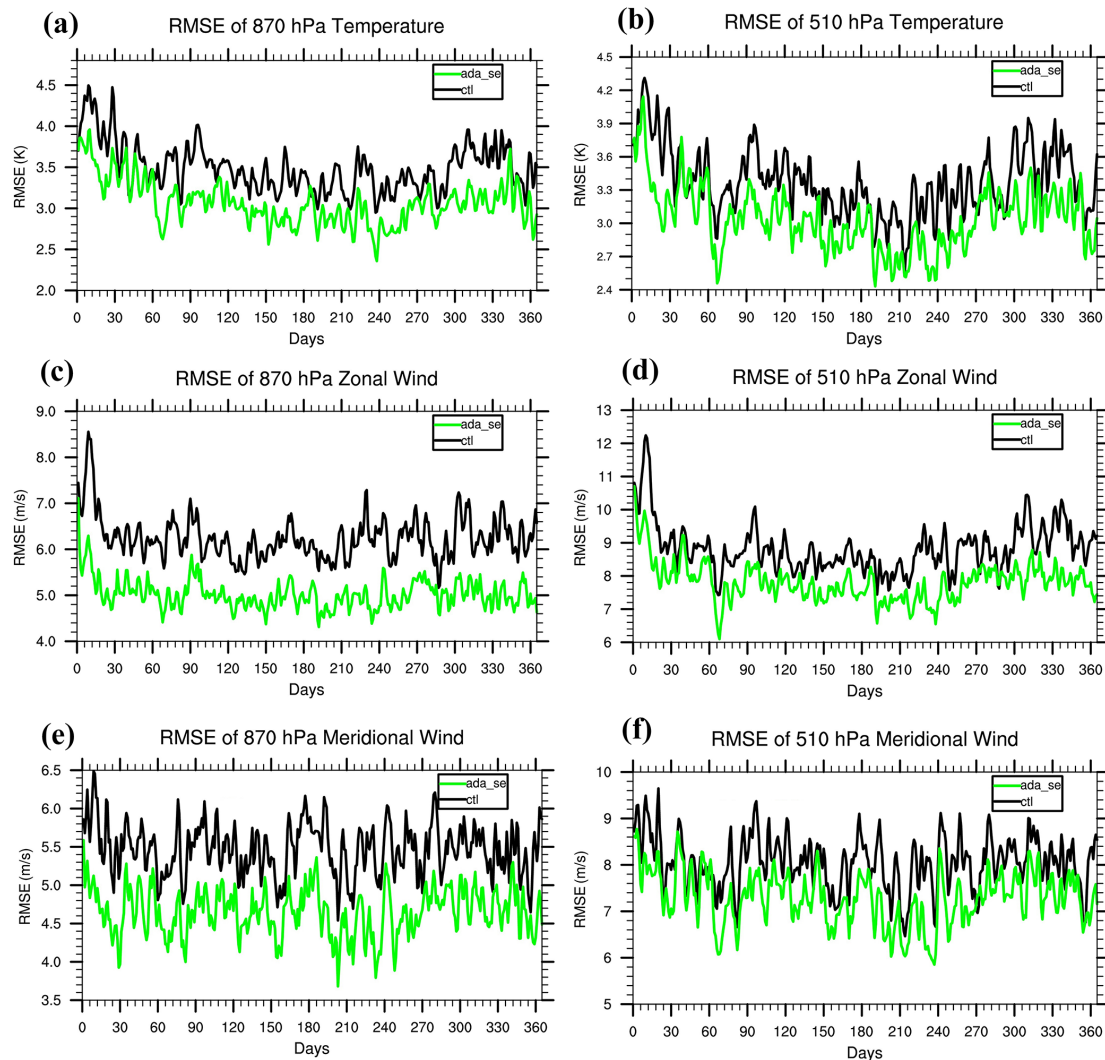 (a)
RMSE of 870 hPa Temperature
ada_se
ctl
RMSE (K)
4.5
4.0
3.5
3.0
2.5
2.0
0 30 60 90 120 150 180 210 240 270 300 330 360
Days
(b)
RMSE of 510 hPa Temperature
ada_se
ctl
RMSE (K)
4.5
4.2
3.9
3.6
3.3
3.0
2.7
2.4
0 30 60 90 120 150 180 210 240 270 300 330 360
Days
(c)
RMSE of 870 hPa Zonal Wind
ada_se
ctl
RMSE (m/s)
9.0
8.0
7.0
6.0
5.0
4.0
0 30 60 90 120 150 180 210 240 270 300 330 360
Days
(d)
RMSE of 510 hPa Zonal Wind
ada_se
ctl
RMSE (m/s)
13
12
11
10
9
8
7
6
0 30 60 90 120 150 180 210 240 270 300 330 360
Days
(e)
RMSE of 870 hPa Meridional Wind
ada_se
ctl
RMSE (m/s)
6.5
6.0
5.5
5.0
4.5
4.0
3.5
0 30 60 90 120 150 180 210 240 270 300 330 360
Days
(f)
RMSE of 510 hPa Meridional Wind
ada_se
ctl
RMSE (m/s)
10
9
8
7
6
5
0 30 60 90 120 150 180 210 240 270 300 330 360
Days